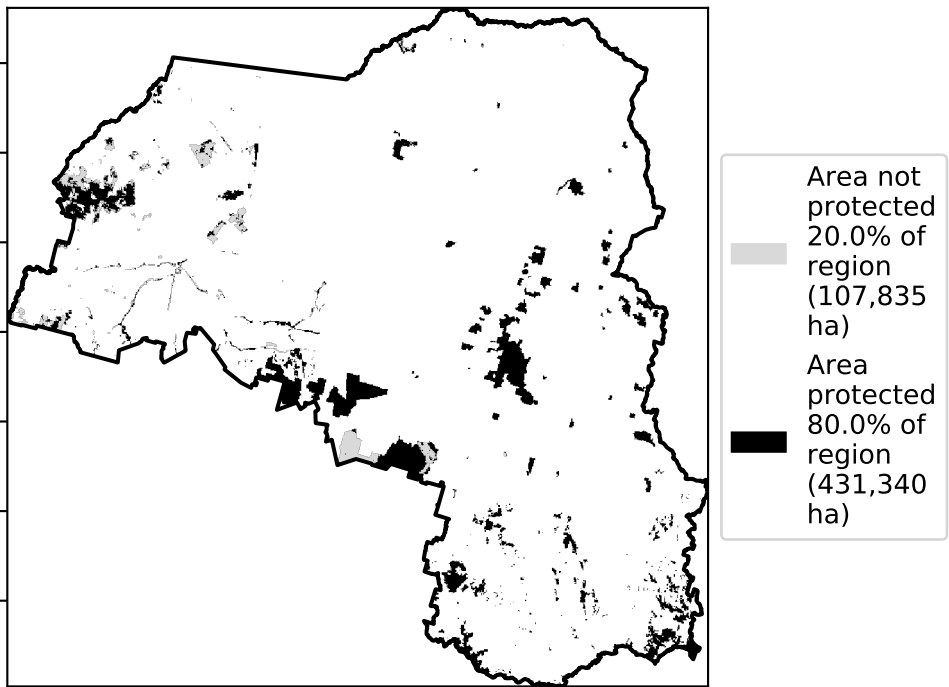 Area not
protected
20.0% of
region
(107,835
ha)
Area
protected
80.0% of
region
(431,340
ha)